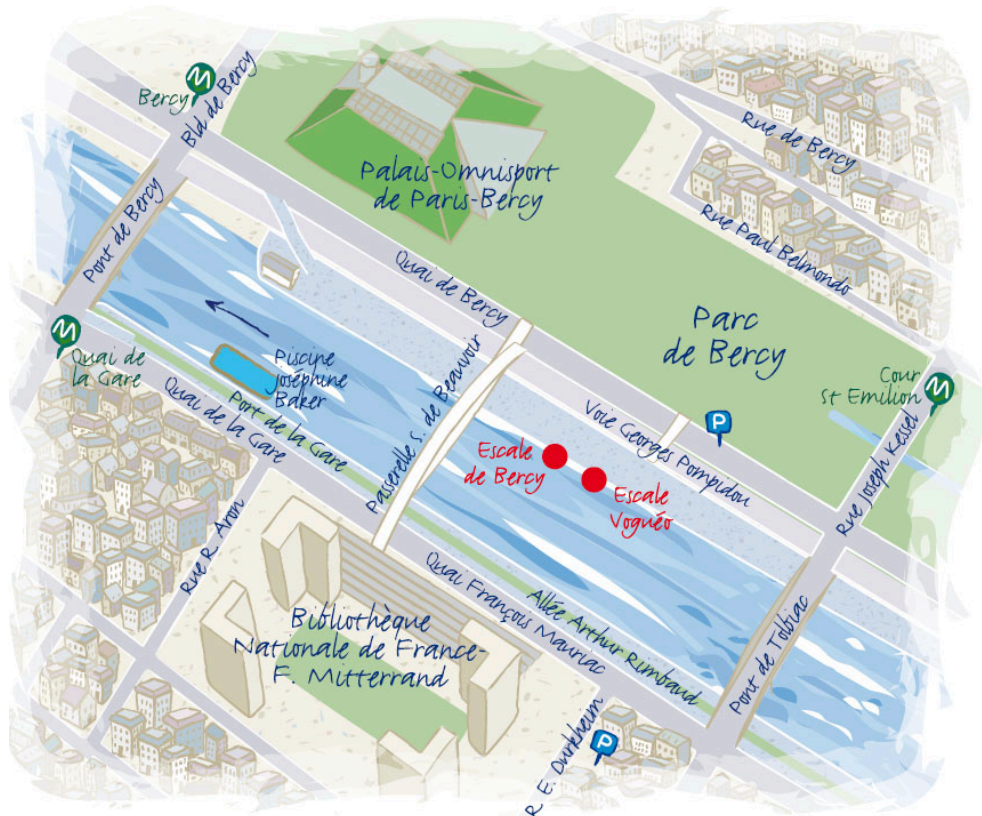 M
Bercy
Bld de Bercy
Palais-Omnisport
de Paris-Bercy
Rue de Bercy
Rue Paul Belmondo
Pont de Bercy
Quai de Bercy
Parc
de Bercy
M
Quai de
la Gare
Piscine
Joséphine
Baker
Port de la Gare
Quai de la Gare
Passerelle S. de Beauvoir
M
Cour
St Emilion
P
Voie Georges Pompidou
Rue Joseph Kessel
Escale
de Bercy
Escale
Voguéo
Rue R. Aron
Quai François Mauriac
Allée Arthur Rimbaud
Pont de Tolbiac
Bibliothèque
Nationale de France-
F. Mitterrand
P
R. E. Durkheim